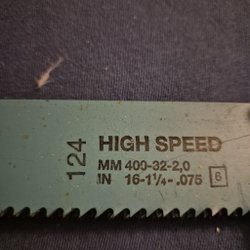 124
HIGH SPEED
MM 400-32-2,0
IN 16-1¼-.075 6